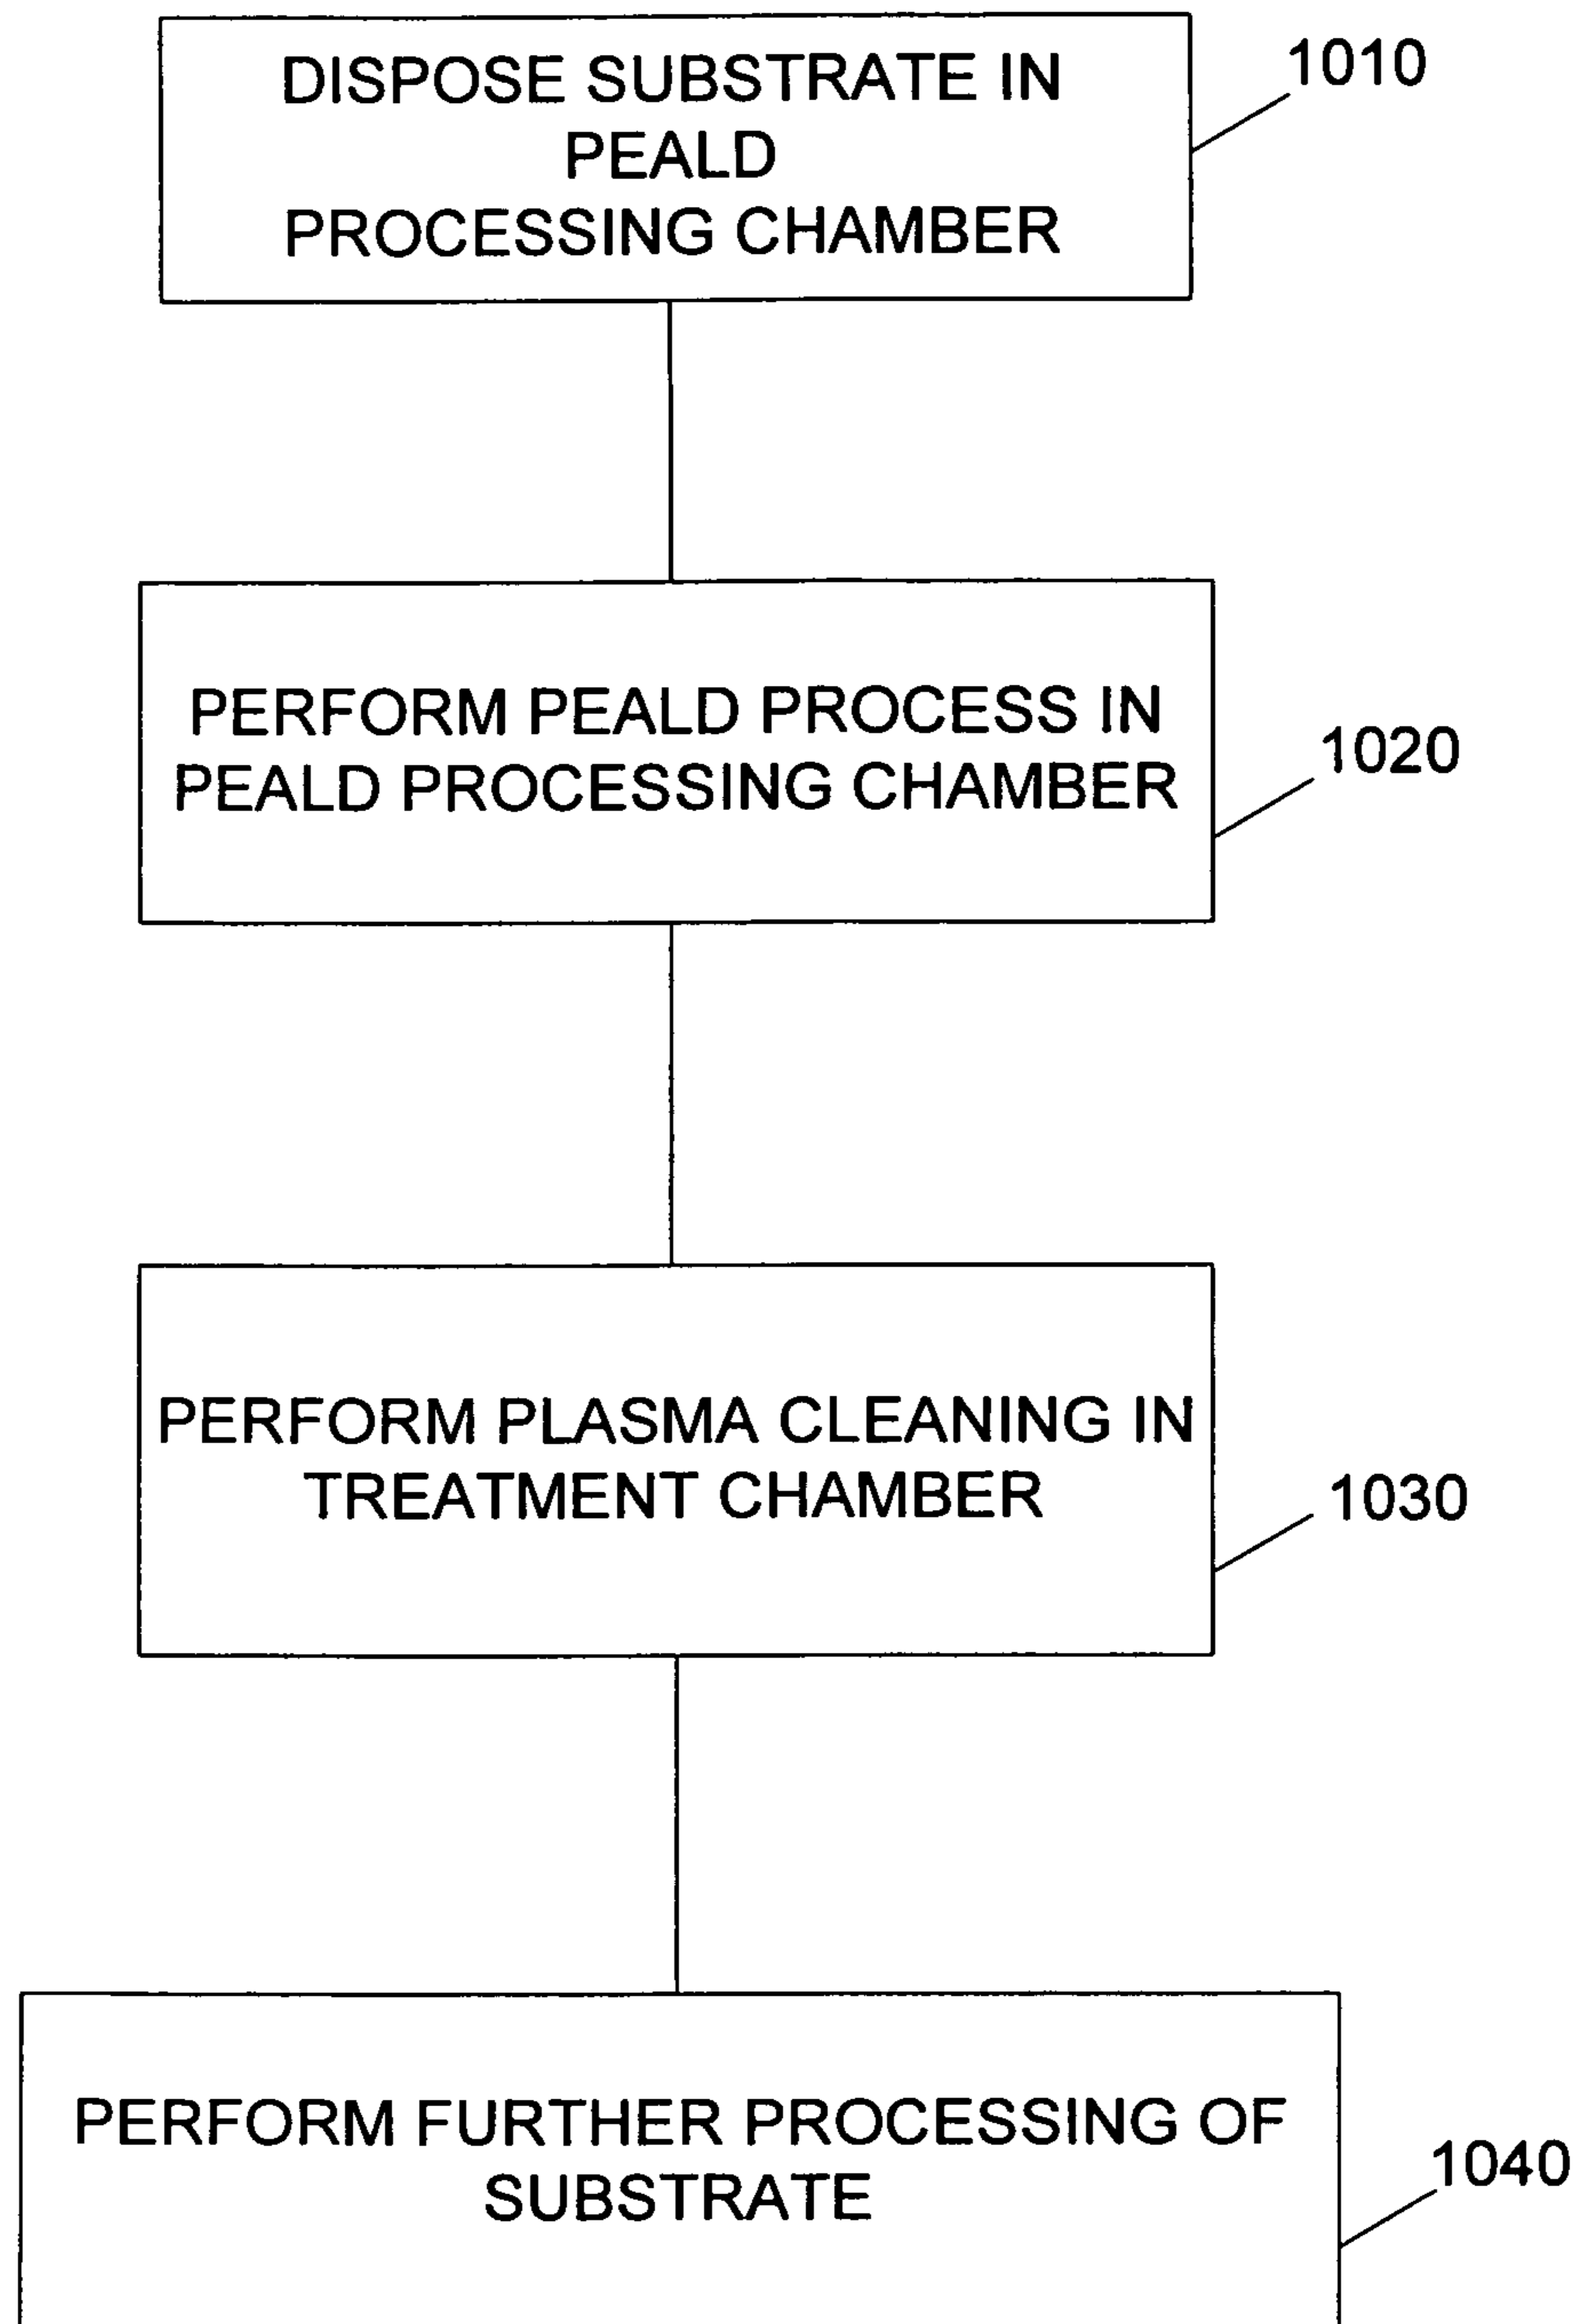 DISPOSE SUBSTRATE IN
PEALD
PROCESSING CHAMBER
1010
PERFORM PEALD PROCESS IN
PEALD PROCESSING CHAMBER
1020
PERFORM PLASMA CLEANING IN
TREATMENT CHAMBER
1030
PERFORM FURTHER PROCESSING OF
SUBSTRATE
1040